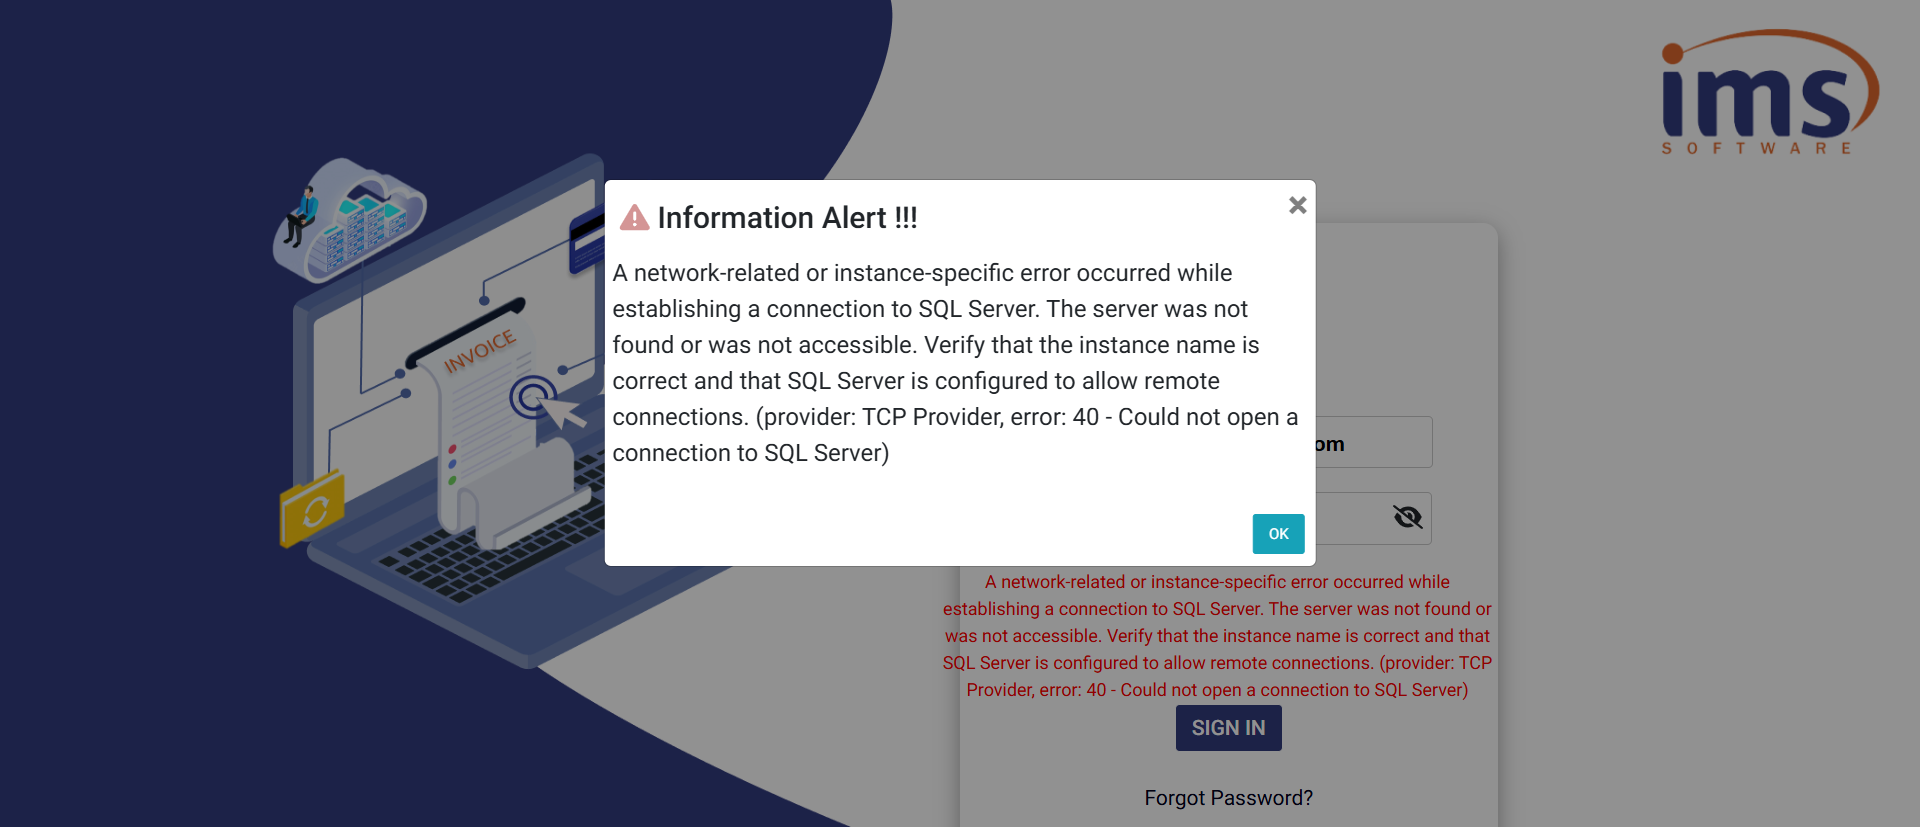 ims
SOFTWARE
Information Alert !!!
A network-related or instance-specific error occurred while
establishing a connection to SQL Server. The server was not
found or was not accessible. Verify that the instance name is
correct and that SQL Server is configured to allow remote
connections. (provider: TCP Provider, error: 40 - Could not open a
connection to SQL Server)
OK
INVOICE
om
A network-related or instance-specific error occurred while
establishing a connection to SQL Server. The server was not found or
was not accessible. Verify that the instance name is correct and that
SQL Server is configured to allow remote connections. (provider: TCP
Provider, error: 40 - Could not open a connection to SQL Server)
SIGN IN
Forgot Password?